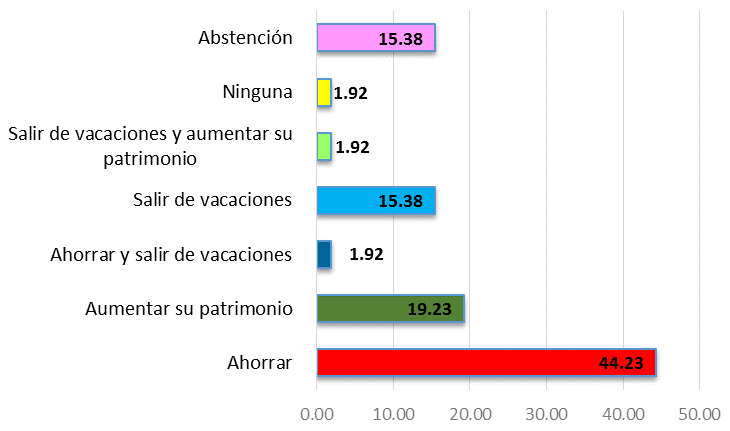 Abstención 15.38
Ninguna 1.92
Salir de vacaciones y aumentar su
patrimonio 1.92
Salir de vacaciones 15.38
Ahorrar y salir de vacaciones 1.92
Aumentar su patrimonio 19.23
Ahorrar 44.23
0.00 10.00 20.00 30.00 40.00 50.00